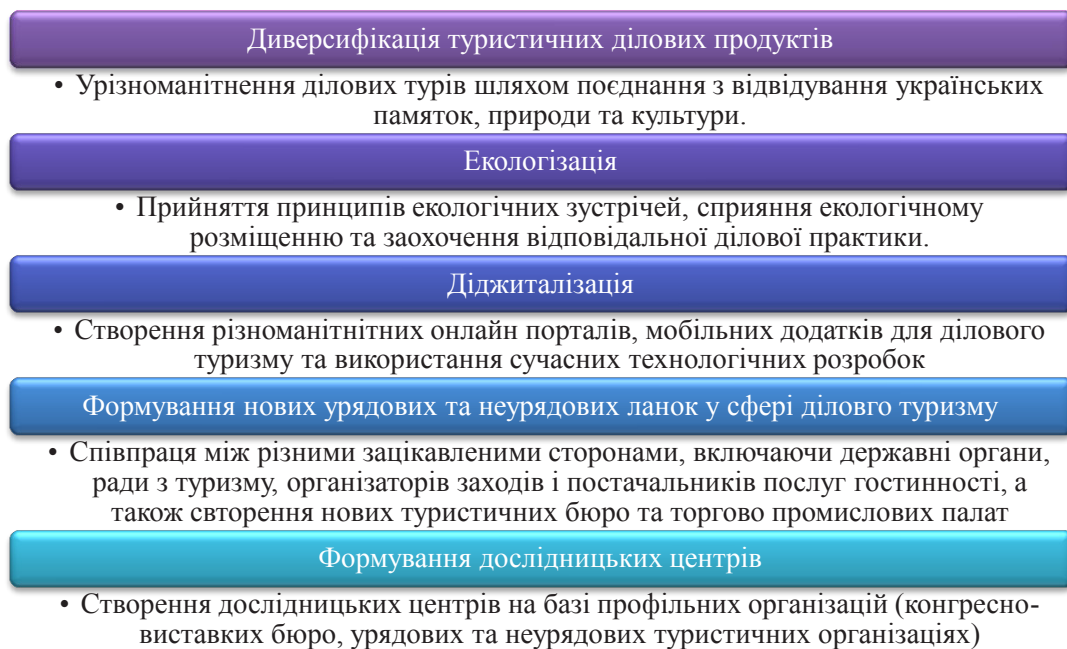 Диверсифікація туристичних ділових продуктів
• Урізноманітнення ділових турів шляхом поєднання з відвідування українських
памяток, природи та культури.
Екологізація
• Прийняття принципів екологічних зустрічей, сприяння екологічному
розміщенню та заохочення відповідальної ділової практики.
Діджиталізація
• Створення різноманітнітних онлайн порталів, мобільних додатків для ділового
туризму та використання сучасних технологічних розробок
Формування нових урядових та неурядових ланок у сфері діловго туризму
• Співпраця між різними зацікавленими сторонами, включаючи державні органи,
ради з туризму, організаторів заходів і постачальників послуг гостинності, а
також свторення нових туристичних бюро та торгово промислових палат
Формування дослідницьких центрів
• Створення дослідницьких центрів на базі профільних організацій (конгресно-
виставких бюро, урядових та неурядових туристичних організаціях)